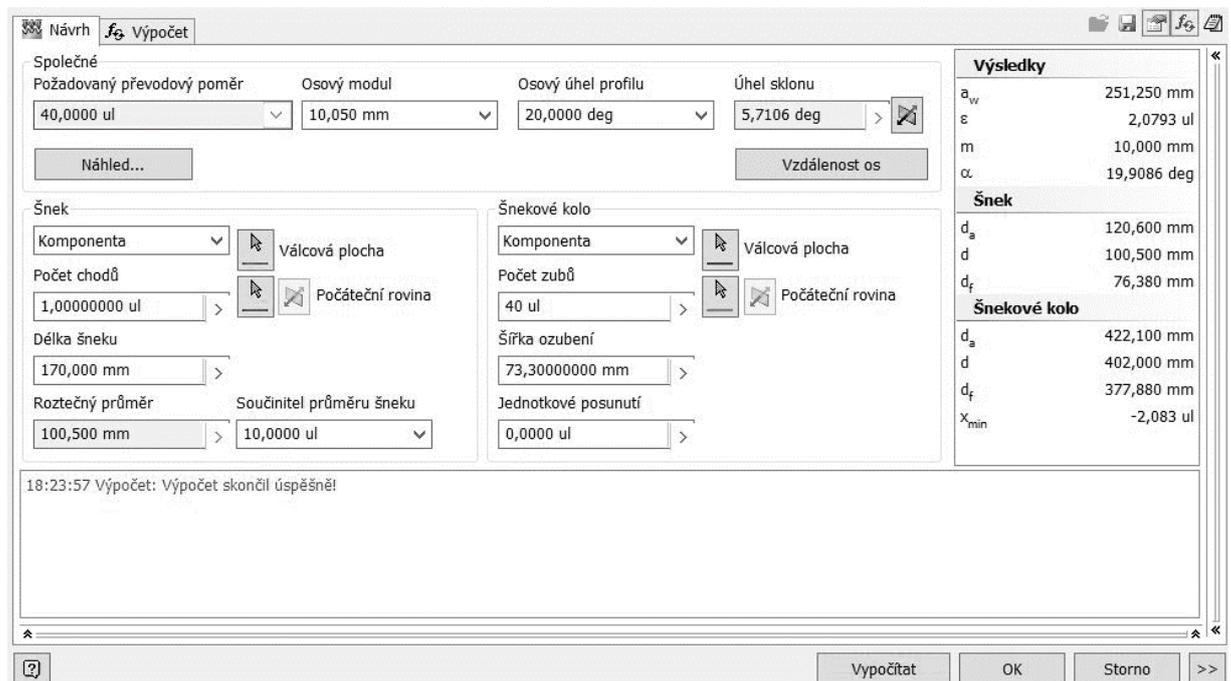 Návrh
Výpočet
Společné
Požadovaný převodový poměr
40,0000 ul
Osový modul
10,050 mm
Osový úhel profilu
20,0000 deg
Úhel sklonu
5,7106 deg
Náhled...
Vzdálenost os
Šnek
Komponenta
Válcová plocha
Počet chodů
1,00000000 ul
Počáteční rovina
Délka šneku
170,000 mm
Roztečný průměr
100,500 mm
Součinitel průměru šneku
10,0000 ul
Šnekové kolo
Komponenta
Válcová plocha
Počet zubů
40 ul
Počáteční rovina
Šířka ozubení
73,30000000 mm
Jednotkové posunutí
0,0000 ul
Výsledky
a_w 251,250 mm
ε 2,0793 ul
m 10,000 mm
α 19,9086 deg
Šnek
d_a 120,600 mm
d 100,500 mm
d_f 76,380 mm
Šnekové kolo
d_a 422,100 mm
d 402,000 mm
d_f 377,880 mm
x_min -2,083 ul
18:23:57 Výpočet: Výpočet skončil úspěšně!
Vypočítat
OK
Storno
>>